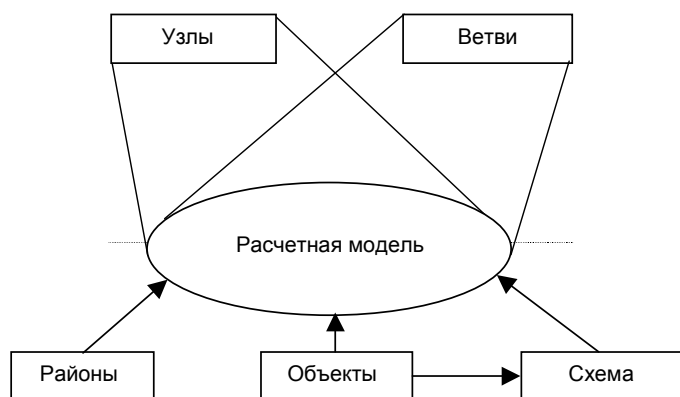 Узлы
Ветви
Расчетная модель
Районы
Объекты
Схема